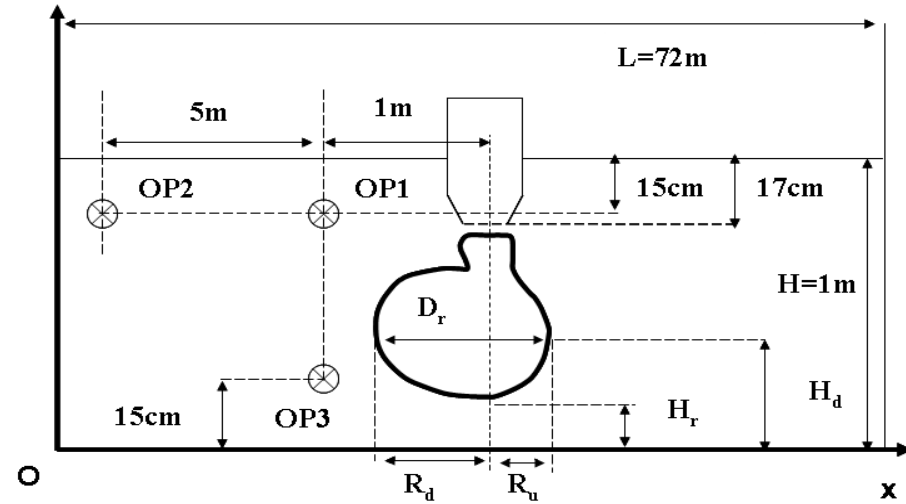 L=72m
5m
1m
OP2
OP1
15cm
17cm
H=1m
D_r
15cm
OP3
H_r
H_d
O
R_d
R_u
x